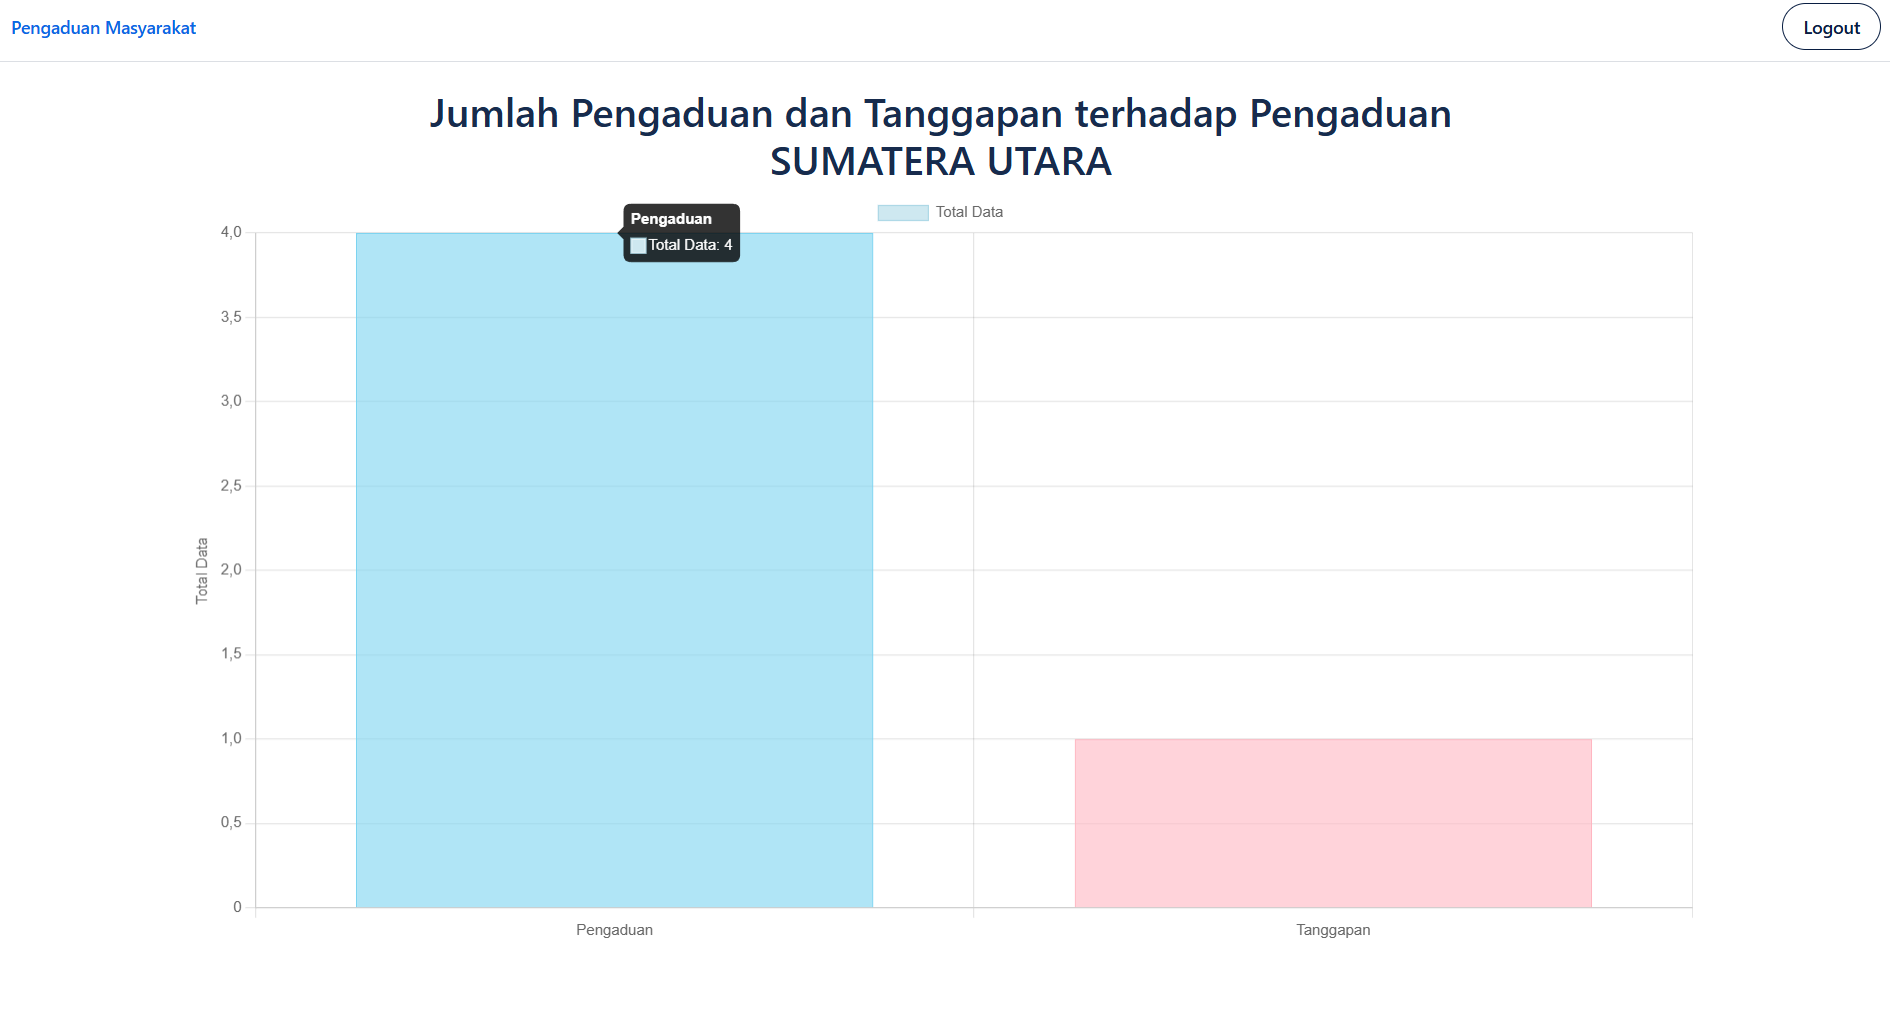 Pengaduan Masyarakat
Logout
Jumlah Pengaduan dan Tanggapan terhadap Pengaduan
SUMATERA UTARA
Total Data
Pengaduan
Total Data: 4
4,0
3,5
3,0
2,5
2,0
1,5
1,0
0,5
0
Total Data
Pengaduan
Tanggapan